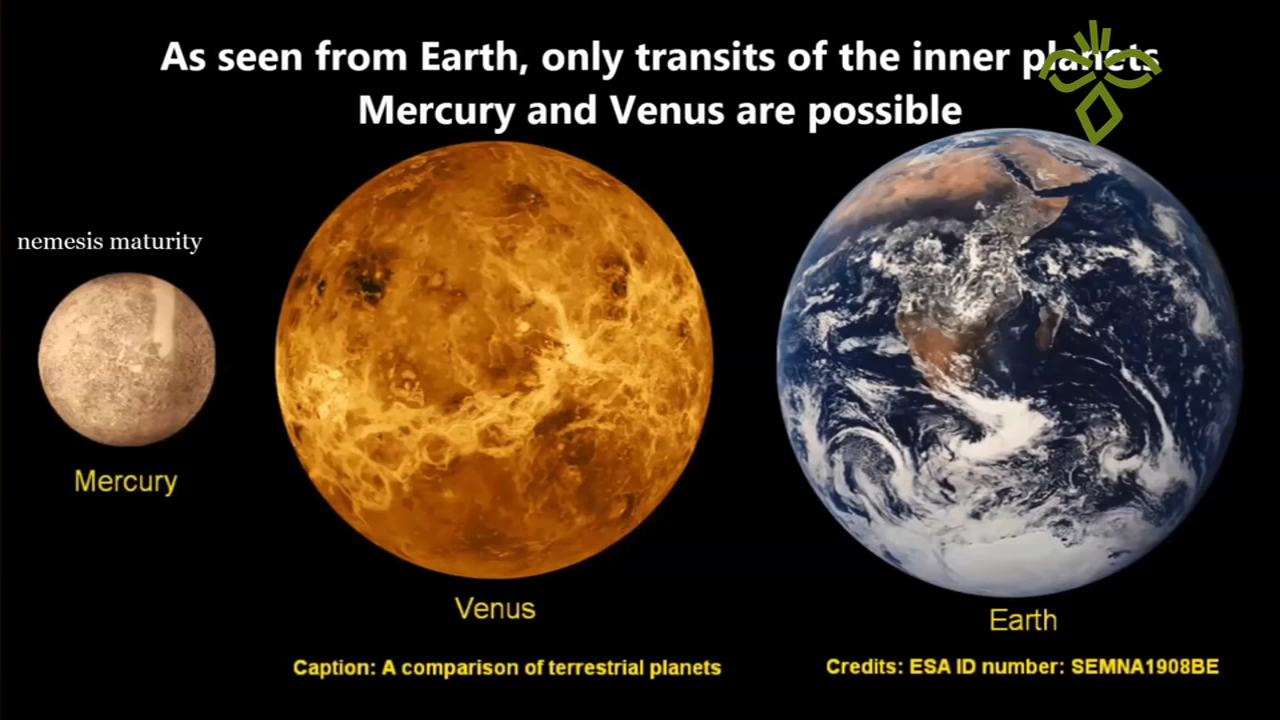 As seen from Earth, only transits of the inner planets
Mercury and Venus are possible
nemesis maturity
Mercury
Venus
Earth
Caption: A comparison of terrestrial planets
Credits: ESA ID number: SEMNA1908BE